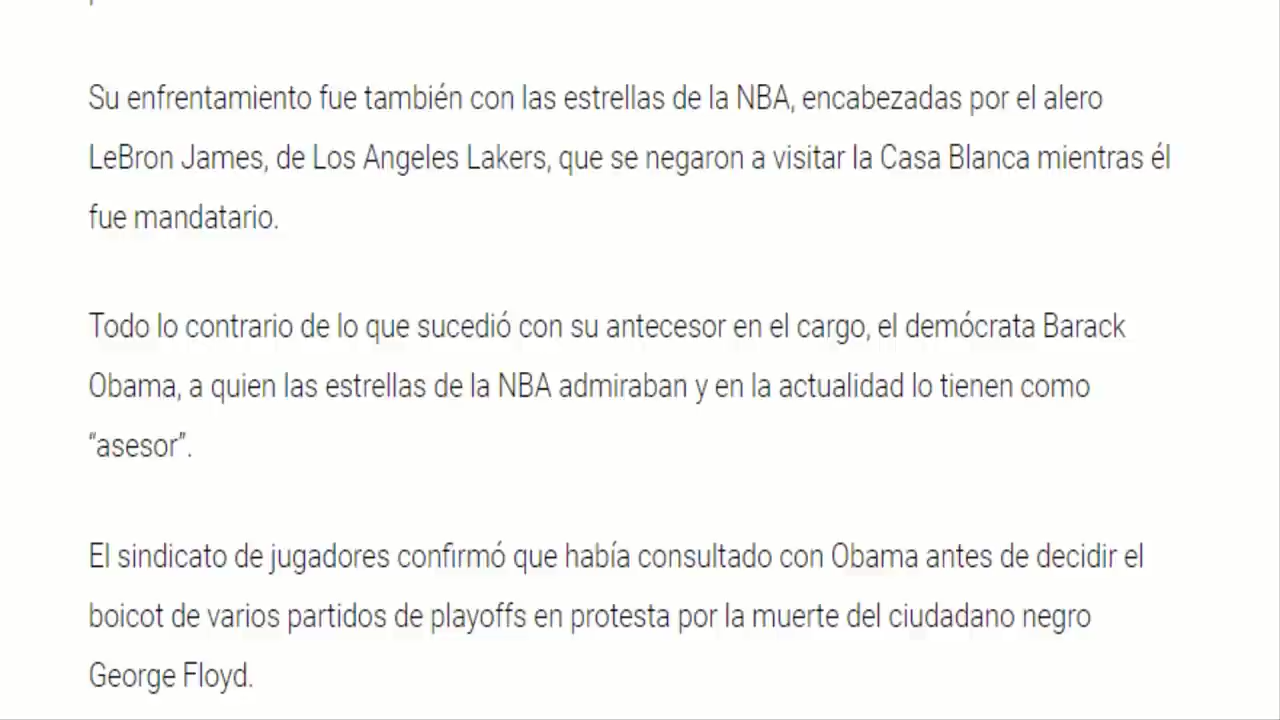 Su enfrentamiento fue también con las estrellas de la NBA, encabezadas por el alero
LeBron James, de Los Angeles Lakers, que se negaron a visitar la Casa Blanca mientras él
fue mandatario.
Todo lo contrario de lo que sucedió con su antecesor en el cargo, el demócrata Barack
Obama, a quien las estrellas de la NBA admiraban y en la actualidad lo tienen como
“asesor”.
El sindicato de jugadores confirmó que había consultado con Obama antes de decidir el
boicot de varios partidos de playoffs en protesta por la muerte del ciudadano negro
George Floyd.